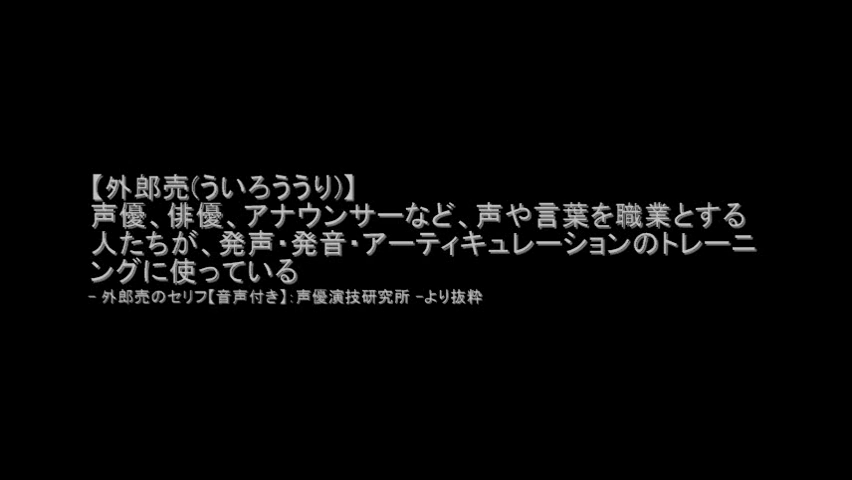 【外郎売(ういろううり)】
声優、俳優、アナウンサーなど、声や言葉を職業とする
人たちが、発声・発音・アーティキュレーションのトレーニ
ングに使っている
- 外郎売のセリフ【音声付き】:声優演技研究所 -より抜粋